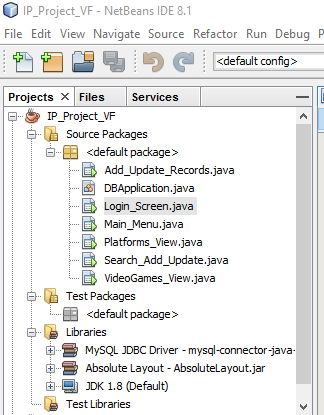 IP_Project_VF - NetBeans IDE 8.1
File Edit View Navigate Source Refactor Run Debug
<default config>
Projects Files Services
IP_Project_VF
Source Packages
<default package>
Add_Update_Records.java
DBApplication.java
Login_Screen.java
Main_Menu.java
Platforms_View.java
Search_Add_Update.java
VideoGames_View.java
Test Packages
<default package>
Libraries
MySQL JDBC Driver - mysql-connector-java-
Absolute Layout - AbsoluteLayout.jar
JDK 1.8 (Default)
Test Libraries